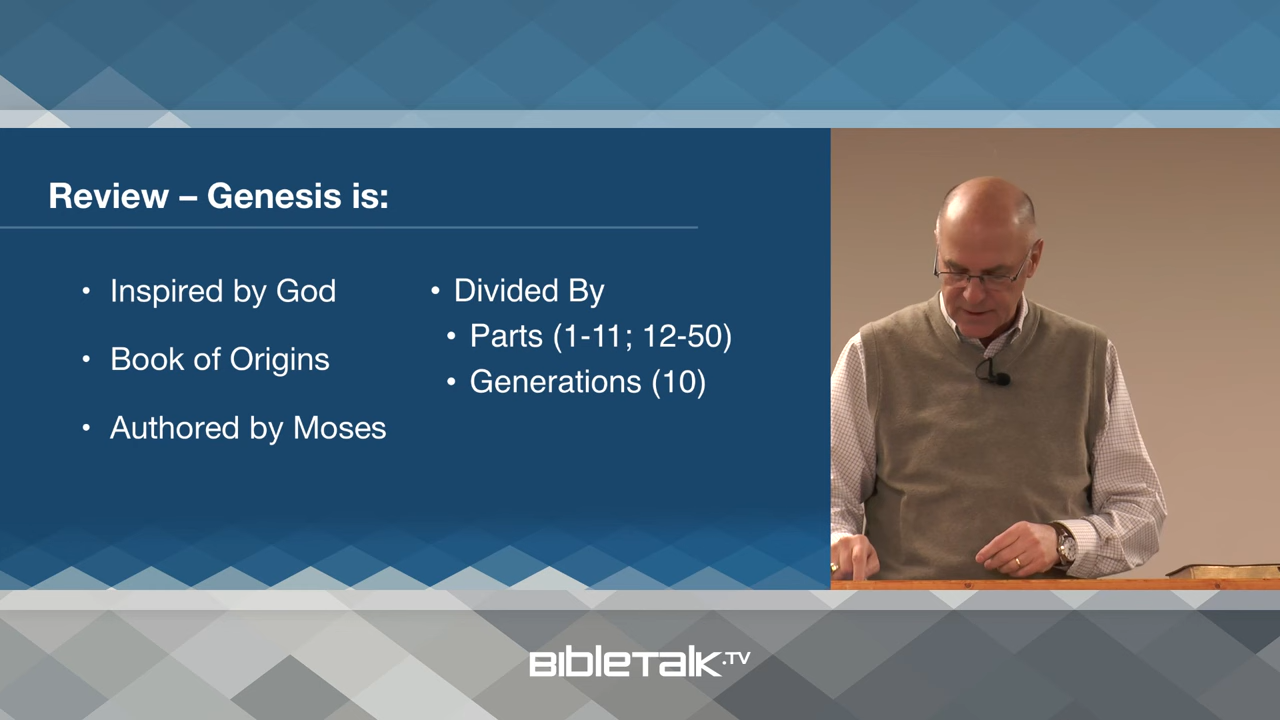 Review – Genesis is:
• Inspired by God
• Book of Origins
• Authored by Moses
• Divided By
• Parts (1-11; 12-50)
• Generations (10)
BIBLETALK.TV